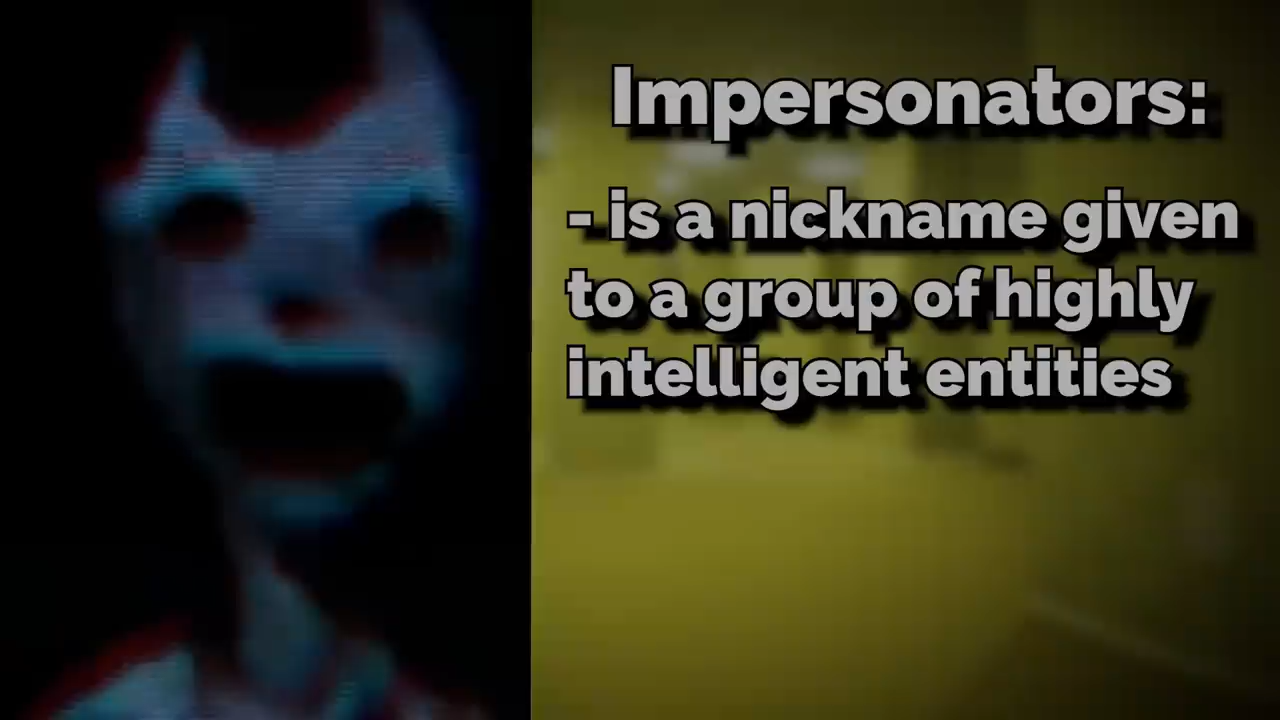 Impersonators:
- is a nickname given
to a group of highly
intelligent entities